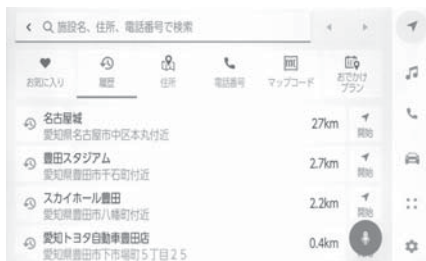 施設名、住所、電話番号で検索
お気に入り
履歴
住所
電話番号
マップコード
おでかけ
プラン
名古屋城
愛知県名古屋市中区本丸付近
27km
開始
豊田スタジアム
愛知県豊田市千石町付近
2.7km
開始
スカイホール豊田
愛知県豊田市八幡町付近
2.2km
開始
愛知トヨタ自動車豊田店
愛知県豊田市下市場町5丁目25
0.4km